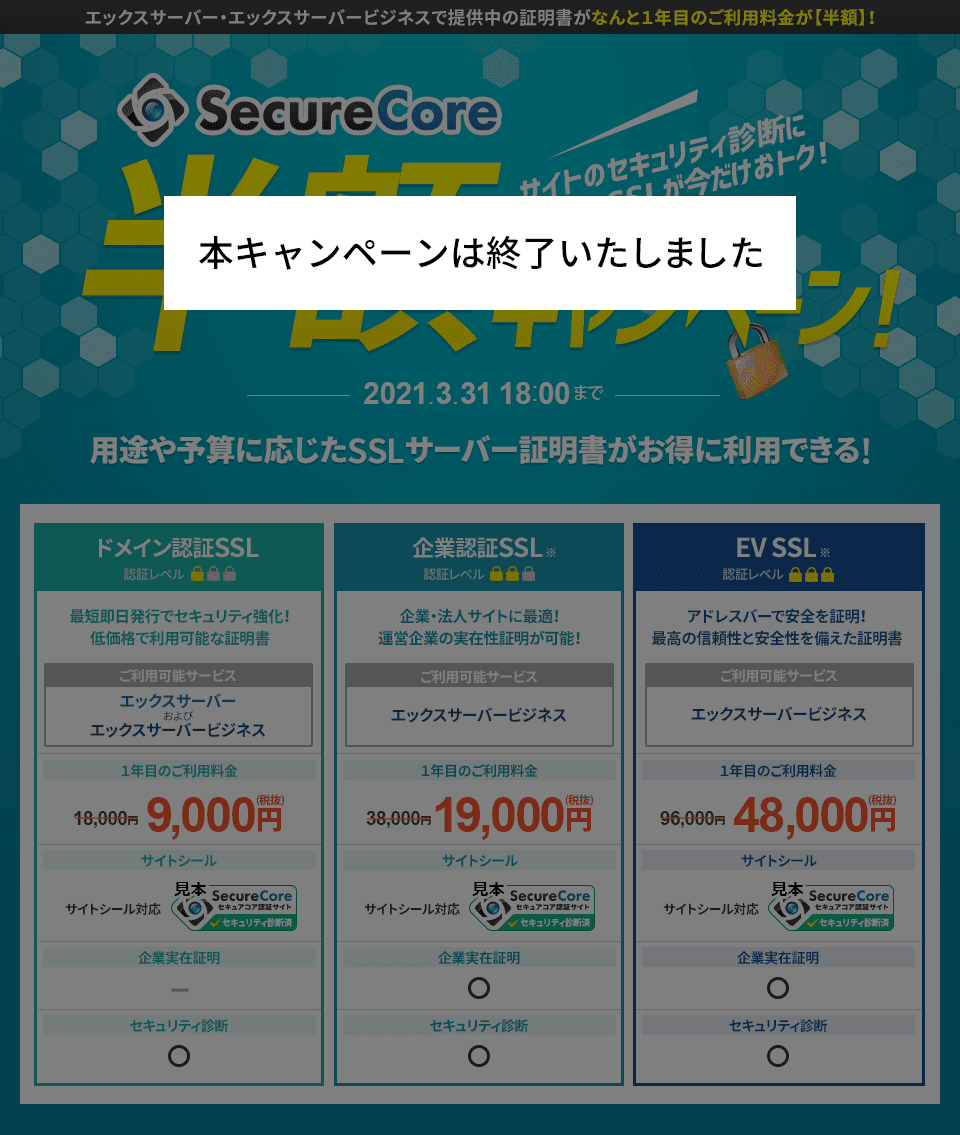 エックスサーバー・エックスサーバービジネスで提供中の証明書がなんと1年目のご利用料金が【半額】!
SecureCore
サイトのセキュリティ診断に
SSLが今だけおトク!
半額
本キャンペーンは終了いたしました
キャンペーン!
2021.3.31 18:00まで
用途や予算に応じたSSLサーバー証明書がお得に利用できる!
ドメイン認証SSL
認証レベル
最短即日発行でセキュリティ強化!
低価格で利用可能な証明書
ご利用可能サービス
エックスサーバー
および
エックスサーバービジネス
1年目のご利用料金
18,000円 9,000円(税抜)
サイトシール
サイトシール対応
見本
SecureCore
セキュアコア認証サイト
セキュリティ診断済
企業実在証明
ー
セキュリティ診断
○
企業認証SSL※
認証レベル
企業・法人サイトに最適!
運営企業の実在性証明が可能!
ご利用可能サービス
エックスサーバービジネス
1年目のご利用料金
38,000円 19,000円(税抜)
サイトシール
サイトシール対応
見本
SecureCore
セキュアコア認証サイト
セキュリティ診断済
企業実在証明
○
セキュリティ診断
○
EV SSL※
認証レベル
アドレスバーで安全を証明!
最高の信頼性と安全性を備えた証明書
ご利用可能サービス
エックスサーバービジネス
1年目のご利用料金
96,000円 48,000円(税抜)
サイトシール
サイトシール対応
見本
SecureCore
セキュアコア認証サイト
セキュリティ診断済
企業実在証明
○
セキュリティ診断
○